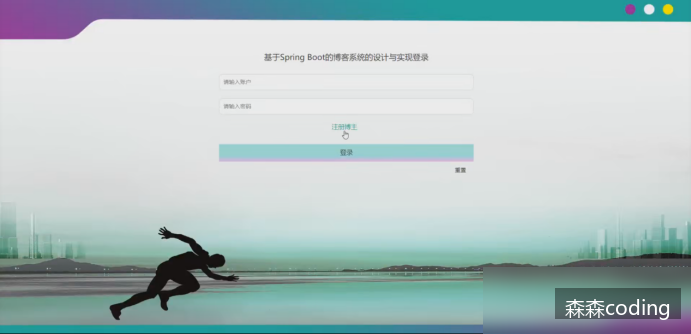 基于Spring Boot的博客系统的设计与实现登录
请输入账户
请输入密码
注册博主
登录
重置
森森coding